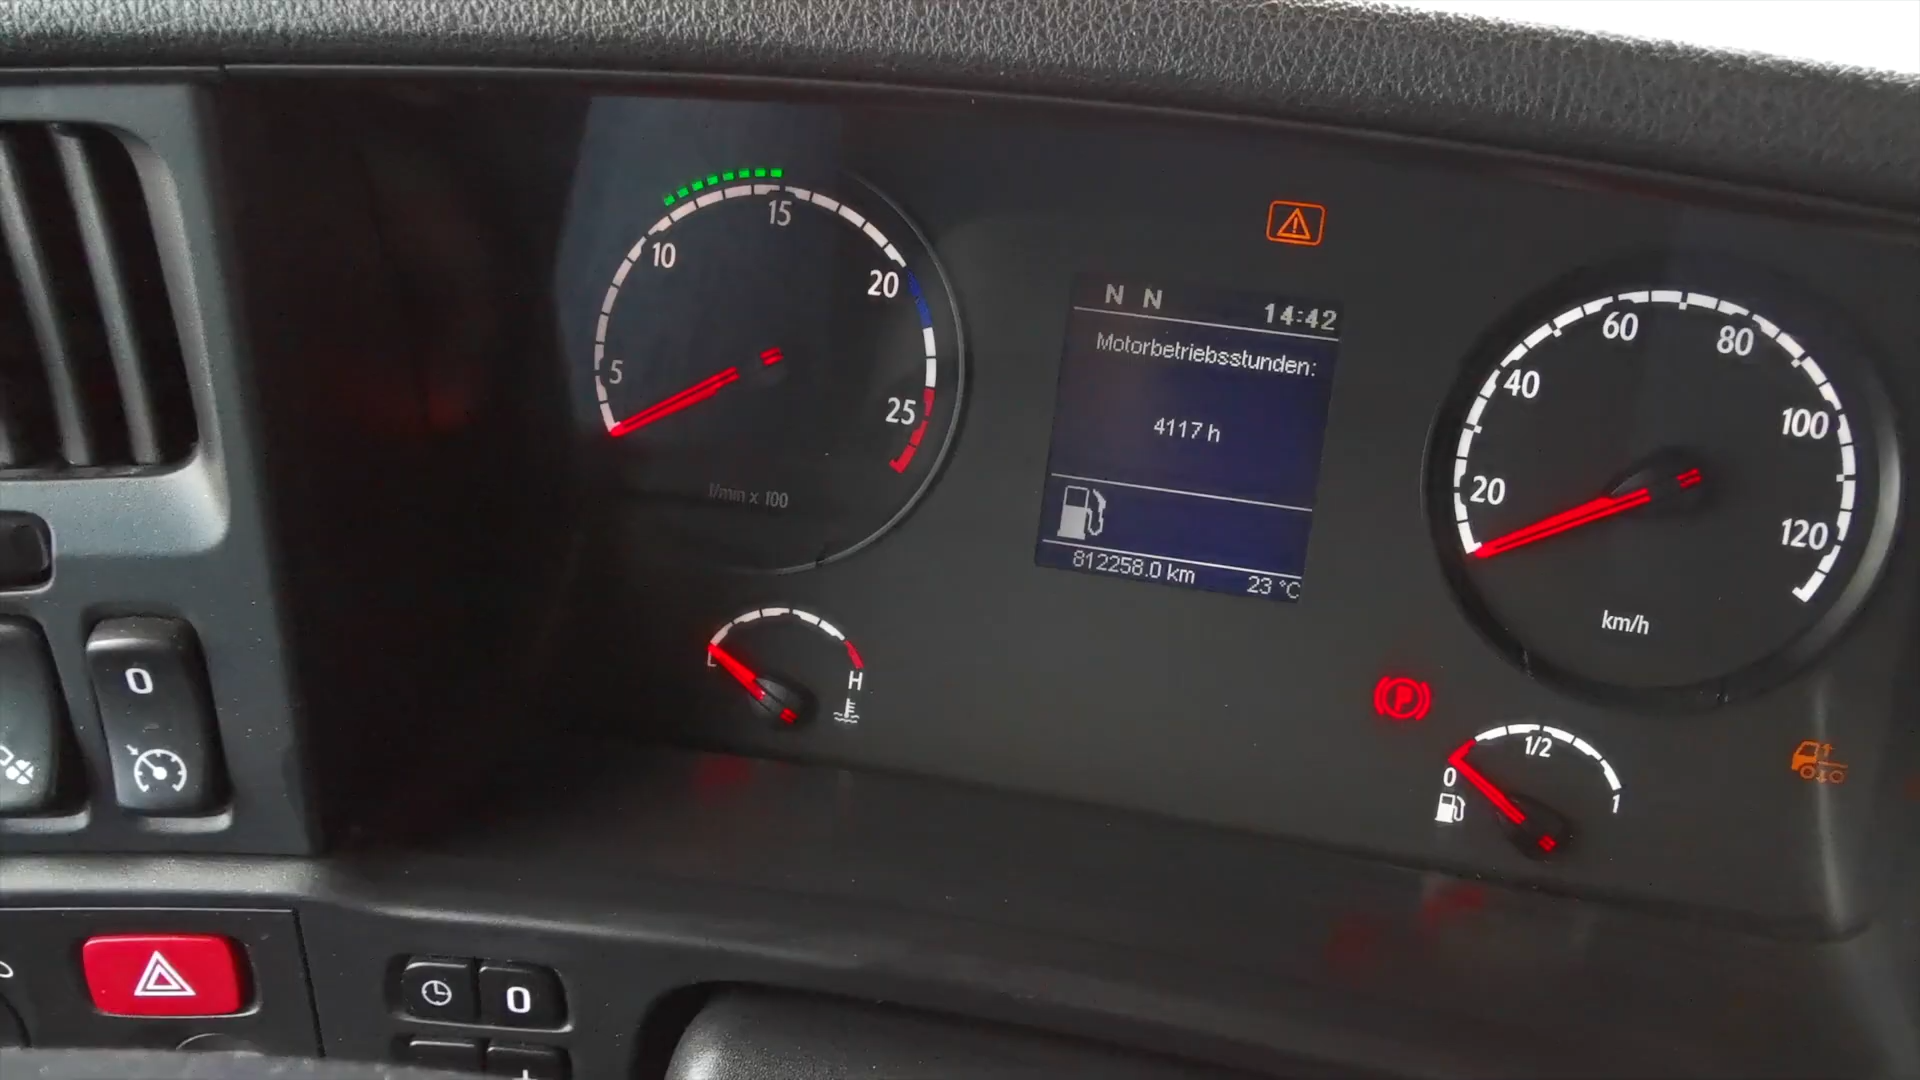 5
10
15
20
25
1/min x 100
N N 14:42
Motorbetriebsstunden:
4117 h
812258.0 km 23 °C
20
40
60
80
100
120
km/h
L
H
P
0
1/2
1
0
0